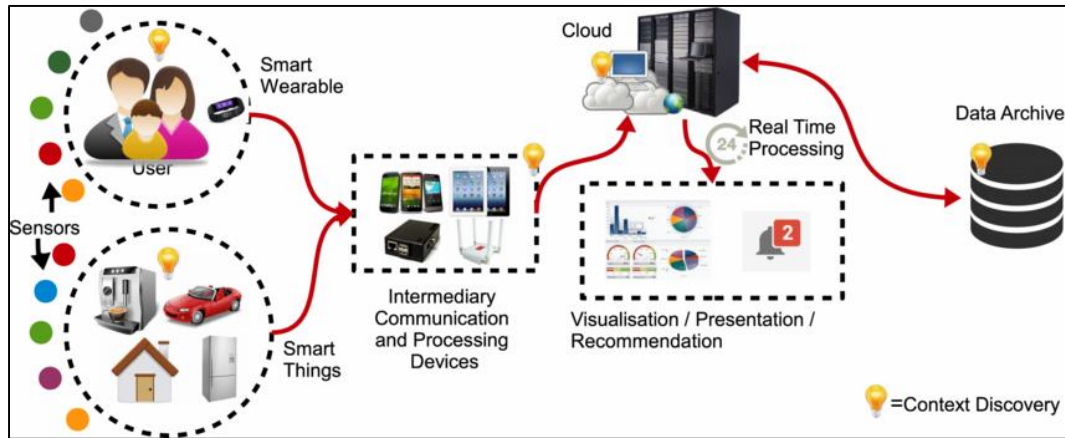 Smart
Wearable
User
Sensors
Smart
Things
Intermediary
Communication
and Processing
Devices
Cloud
24
Real Time
Processing
2
Visualisation / Presentation /
Recommendation
Data Archive
=Context Discovery